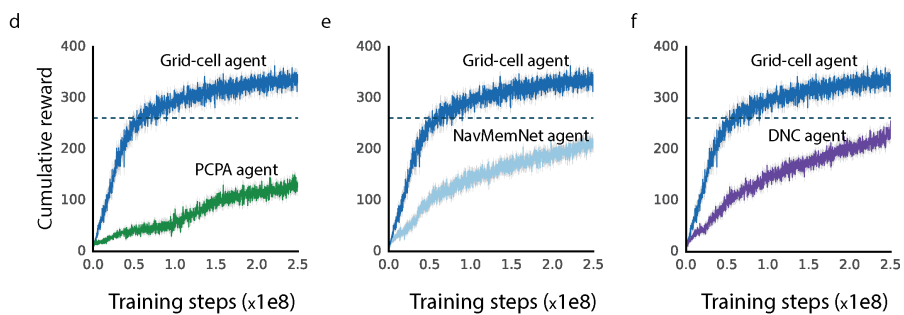 d
e
f
400
300
200
100
0
Cumulative reward
Grid-cell agent
PCPA agent
0.0 0.5 1.0 1.5 2.0 2.5
Training steps (x1e8)
400
300
200
100
0
Grid-cell agent
NavMemNet agent
0.0 0.5 1.0 1.5 2.0 2.5
Training steps (x1e8)
400
300
200
100
0
Grid-cell agent
DNC agent
0.0 0.5 1.0 1.5 2.0 2.5
Training steps (x1e8)